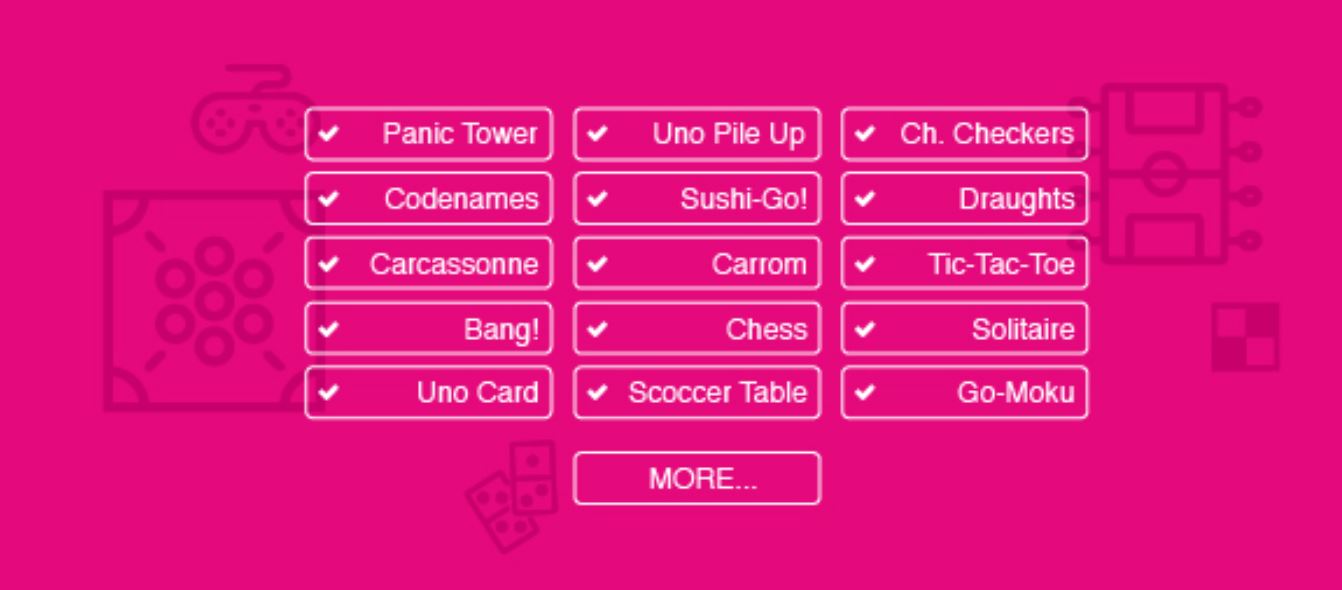 Panic Tower
Uno Pile Up
Ch. Checkers
Codenames
Sushi-Go!
Draughts
Carcassonne
Carrom
Tic-Tac-Toe
Bang!
Chess
Solitaire
Uno Card
Scoccer Table
Go-Moku
MORE...